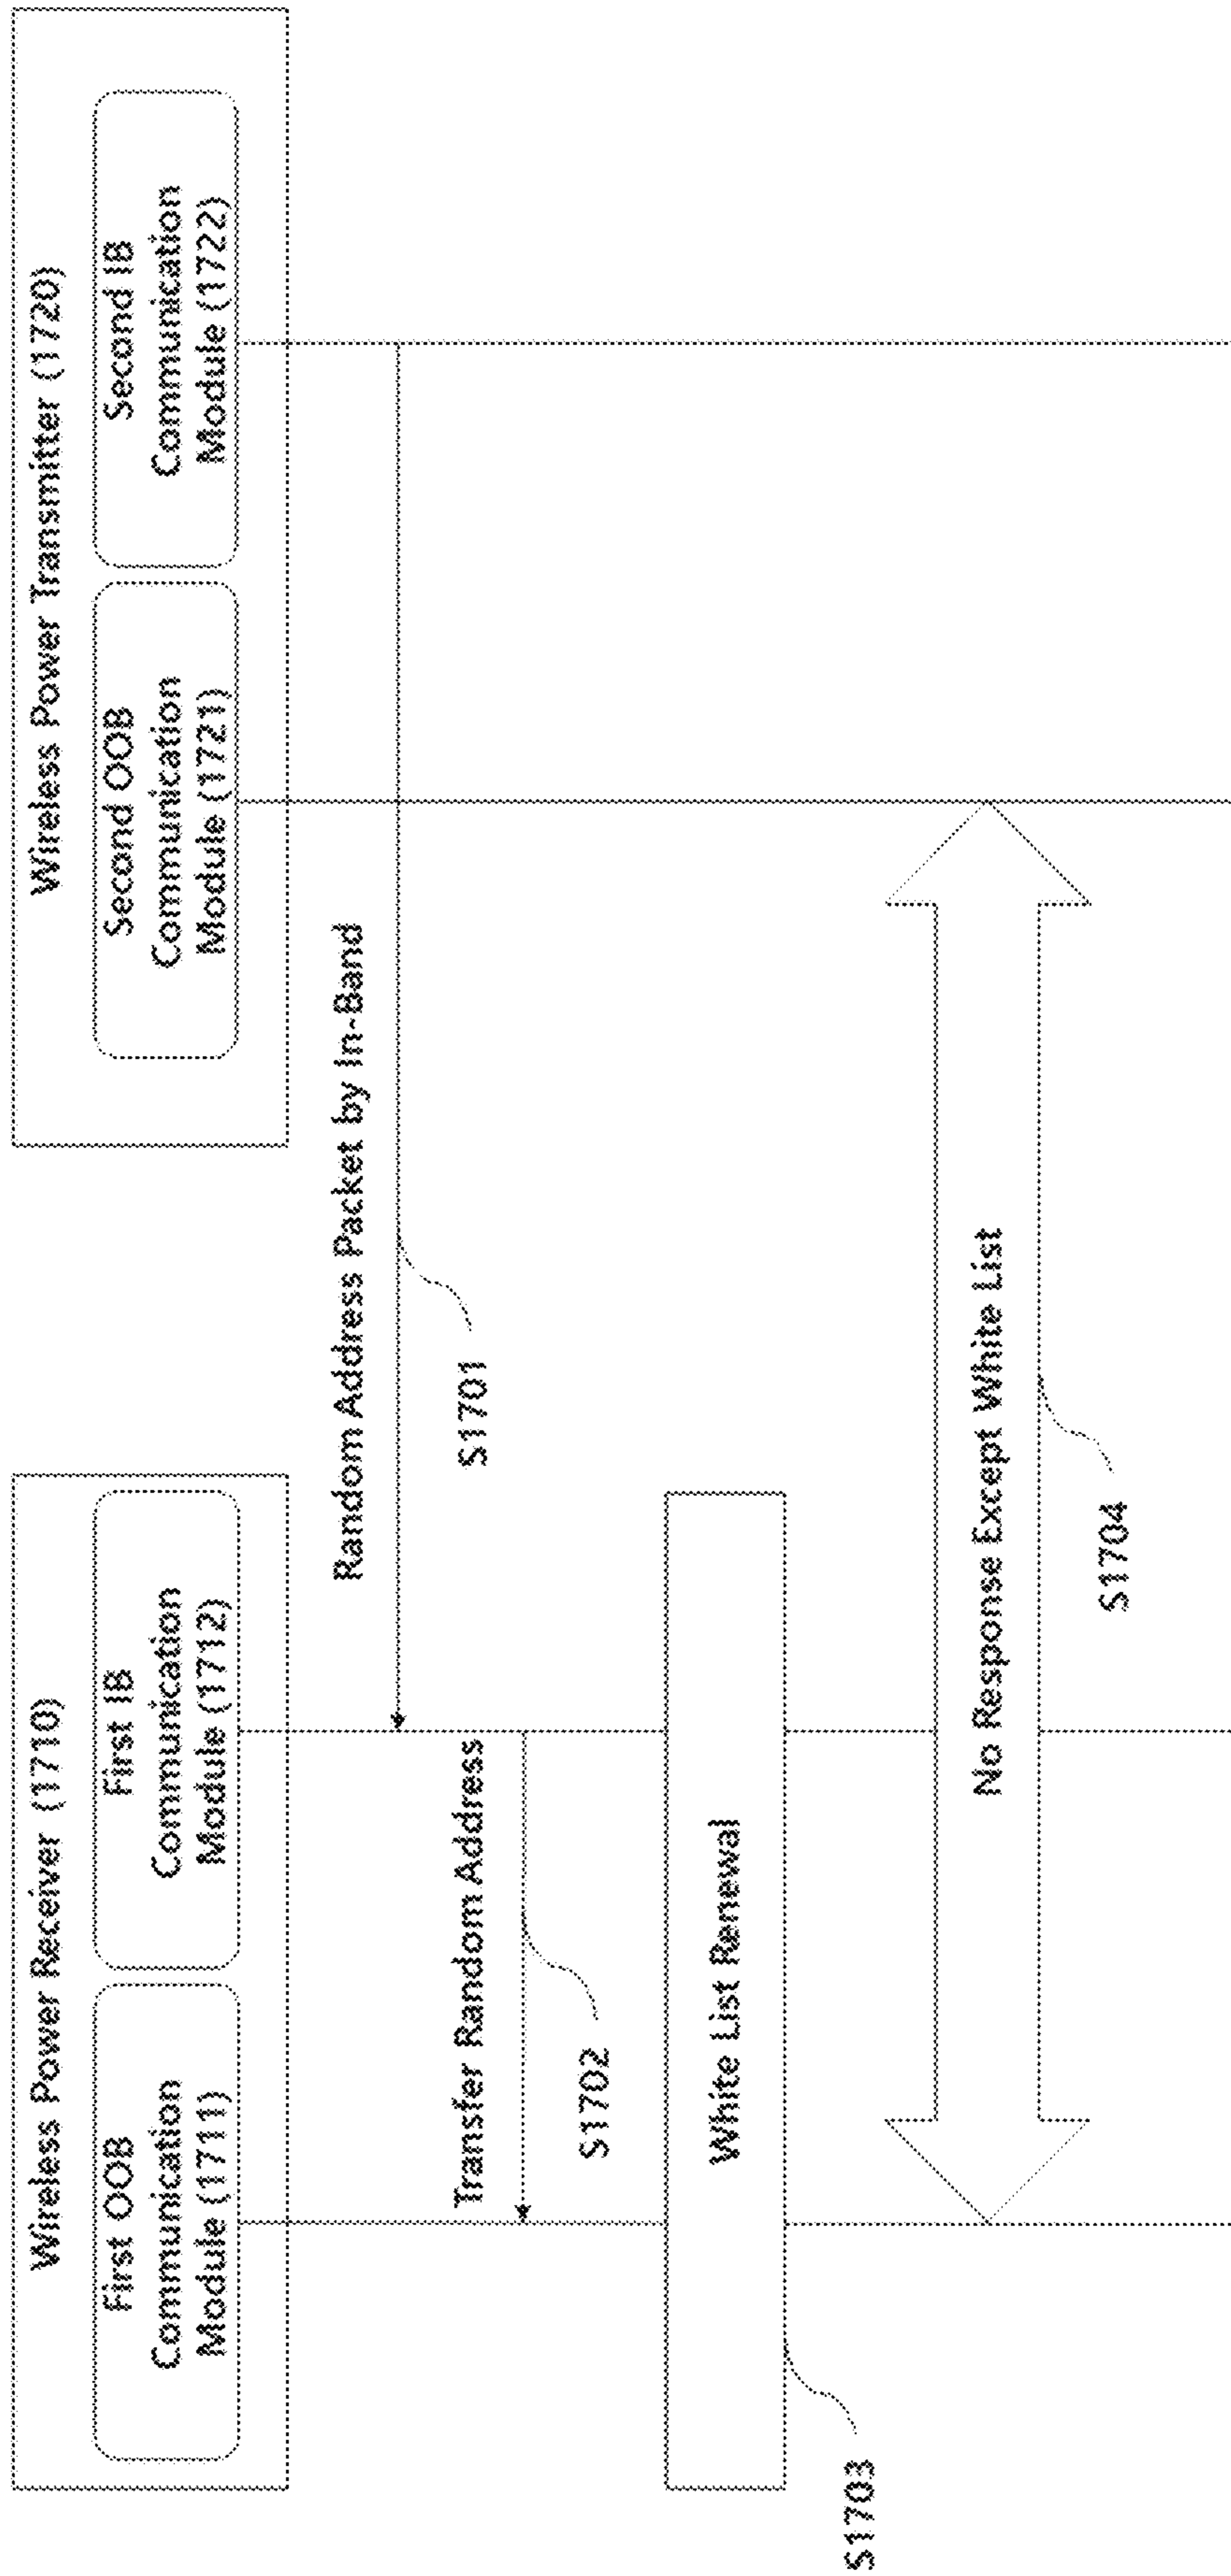 Wireless Power Receiver (1710)
First OOB
Communication
Module (1711)
First IB
Communication
Module (1712)
Wireless Power Transmitter (1720)
Second OOB
Communication
Module (1721)
Second IB
Communication
Module (1722)
Random Address Packet by In-Band
S1701
Transfer Random Address
S1702
White List Renewal
S1703
No Response Except White List
S1704